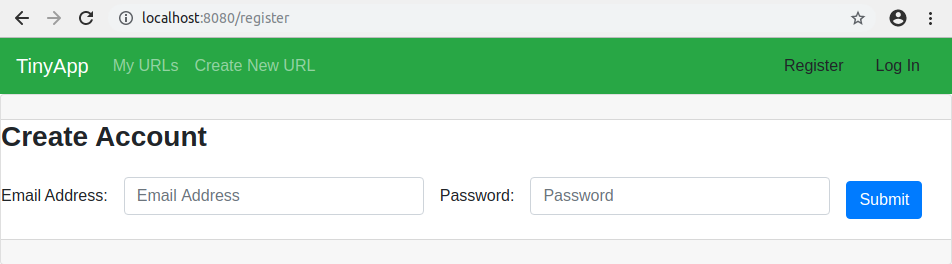 localhost:8080/register
TinyApp My URLs Create New URL Register Log In
Create Account
Email Address: Email Address Password: Password Submit